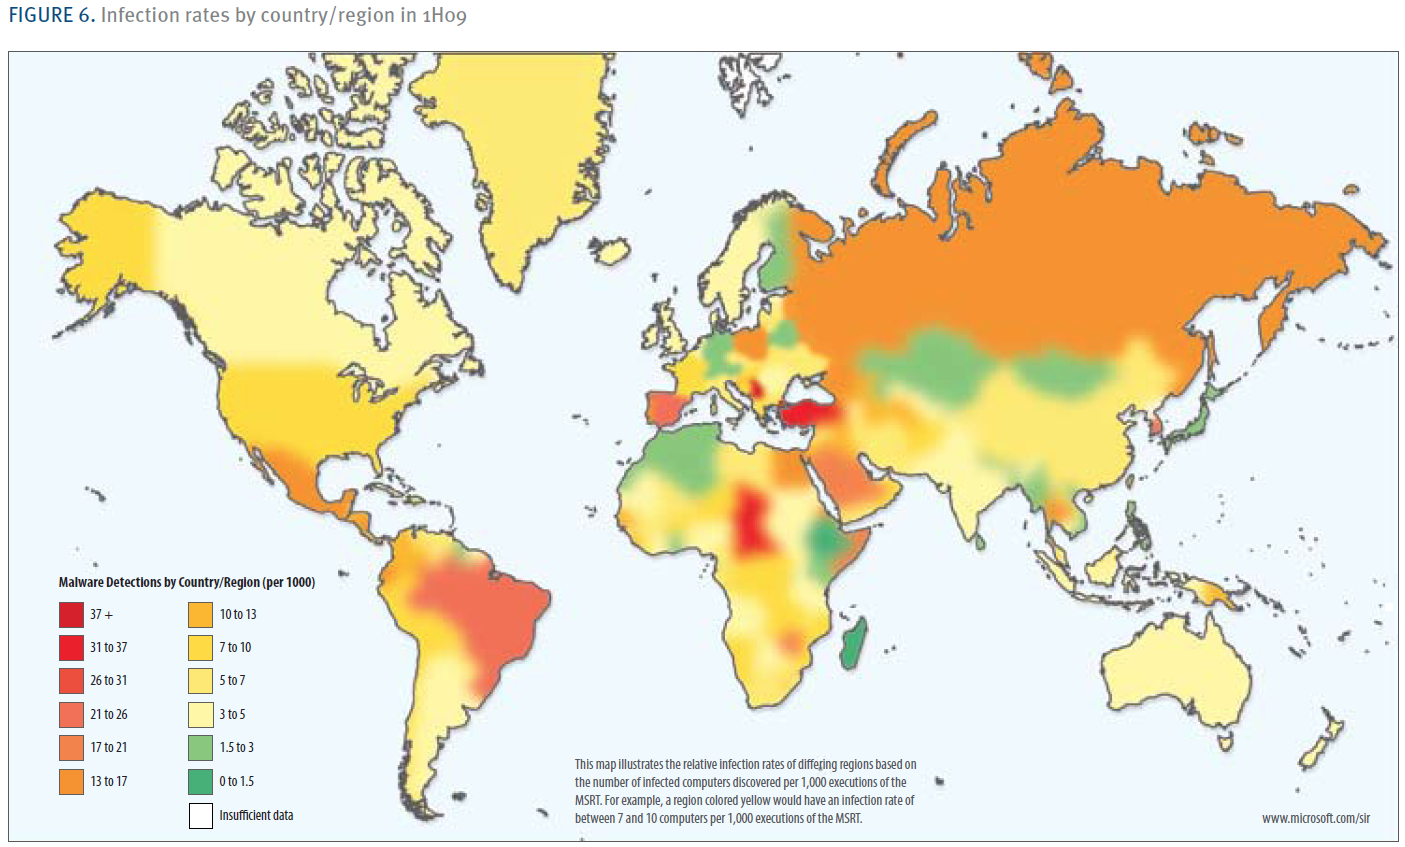 FIGURE 6. Infection rates by country/region in 1H09
Malware Detections by Country/Region (per 1000)
37 +
31 to 37
26 to 31
21 to 26
17 to 21
13 to 17
10 to 13
7 to 10
5 to 7
3 to 5
1.5 to 3
0 to 1.5
Insufficient data
This map illustrates the relative infection rates of differing regions based on
the number of infected computers discovered per 1,000 executions of the
MSRT. For example, a region colored yellow would have an infection rate of
between 7 and 10 computers per 1,000 executions of the MSRT.
www.microsoft.com/sir